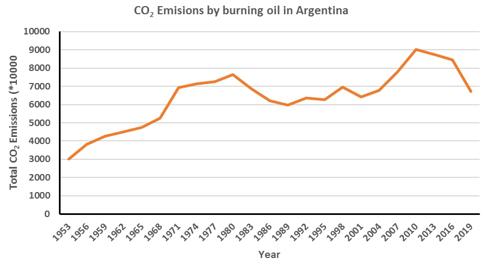 CO₂ Emisions by burning oil in Argentina
Total CO₂ Emissions (*10000
10000
9000
8000
7000
6000
5000
4000
3000
2000
1000
0
1953 1956 1959 1962 1965 1968 1971 1974 1977 1980 1983 1986 1989 1992 1995 1998 2001 2004 2007 2010 2013 2016 2019
Year